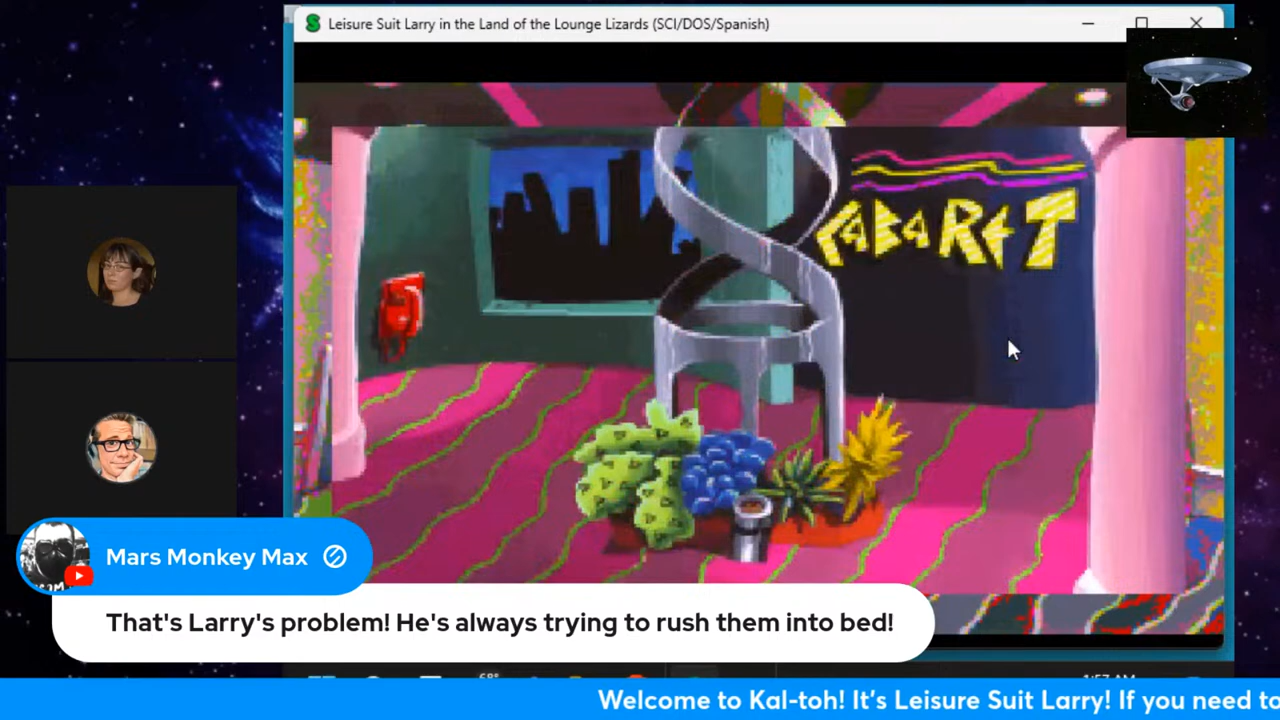 Leisure Suit Larry in the Land of the Lounge Lizards (SCI/DOS/Spanish)
CABARET
Mars Monkey Max
That's Larry's problem! He's always trying to rush them into bed!
Welcome to Kal-toh! It's Leisure Suit Larry! If you need to